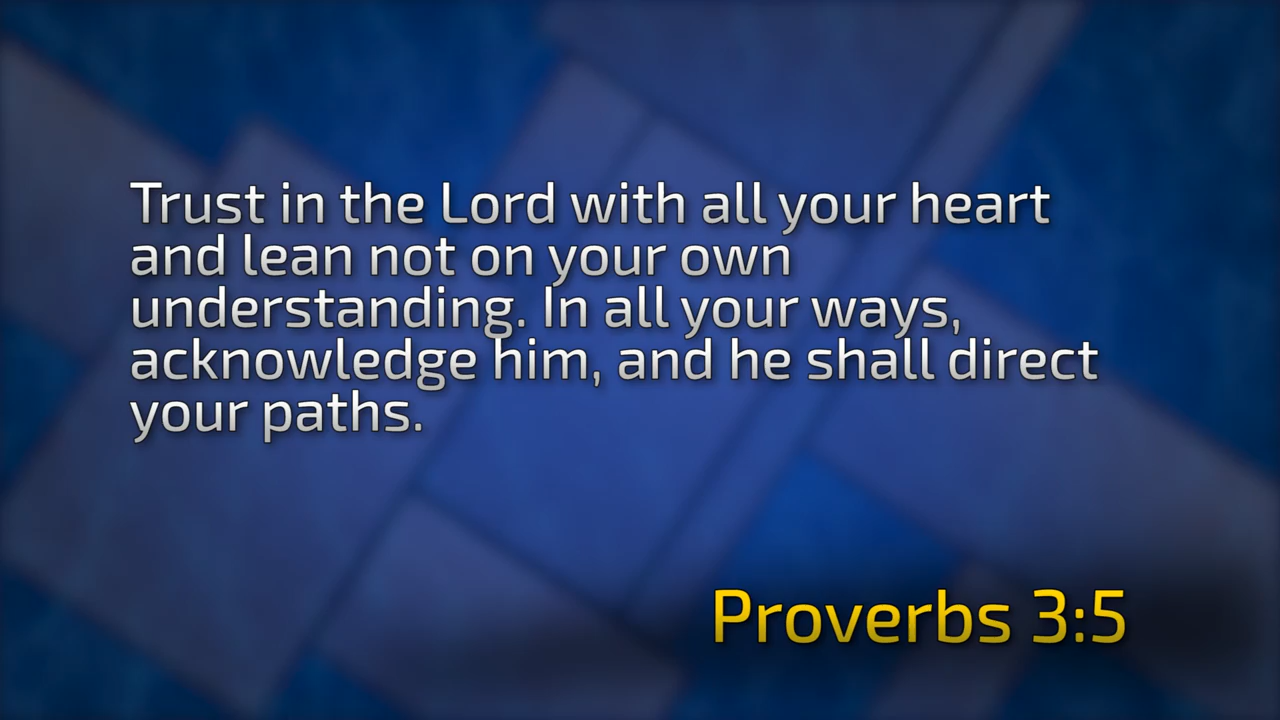 Trust in the Lord with all your heart
and lean not on your own
understanding. In all your ways,
acknowledge him, and he shall direct
your paths.
Proverbs 3:5